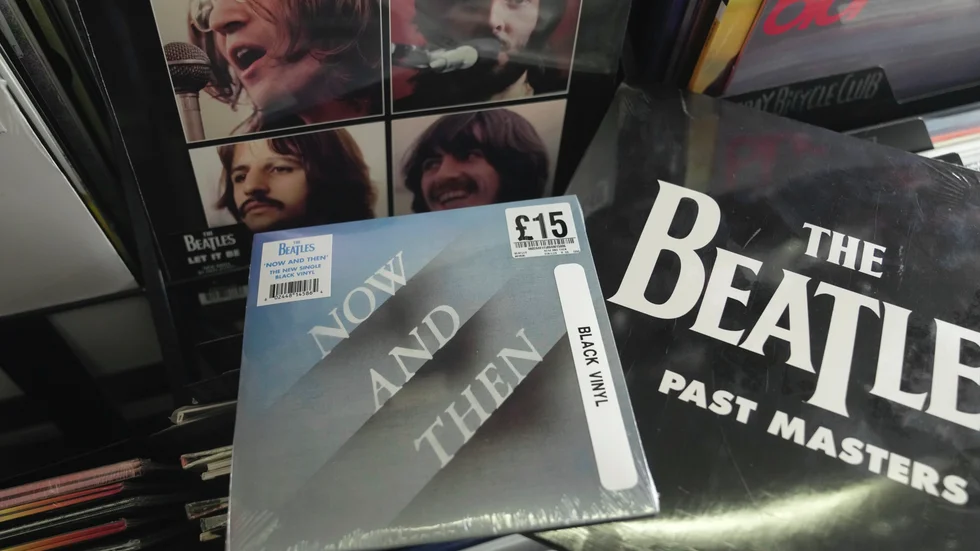 THE
BEATLES
LET IT BE
THE
BEATLES
'NOW AND THEN'
THE NEW SINGLE
BLACK VINYL
£15
NOW
AND
THEN
BLACK VINYL
THE
BEATLE
PAST MASTERS
BICYCLE CLUB